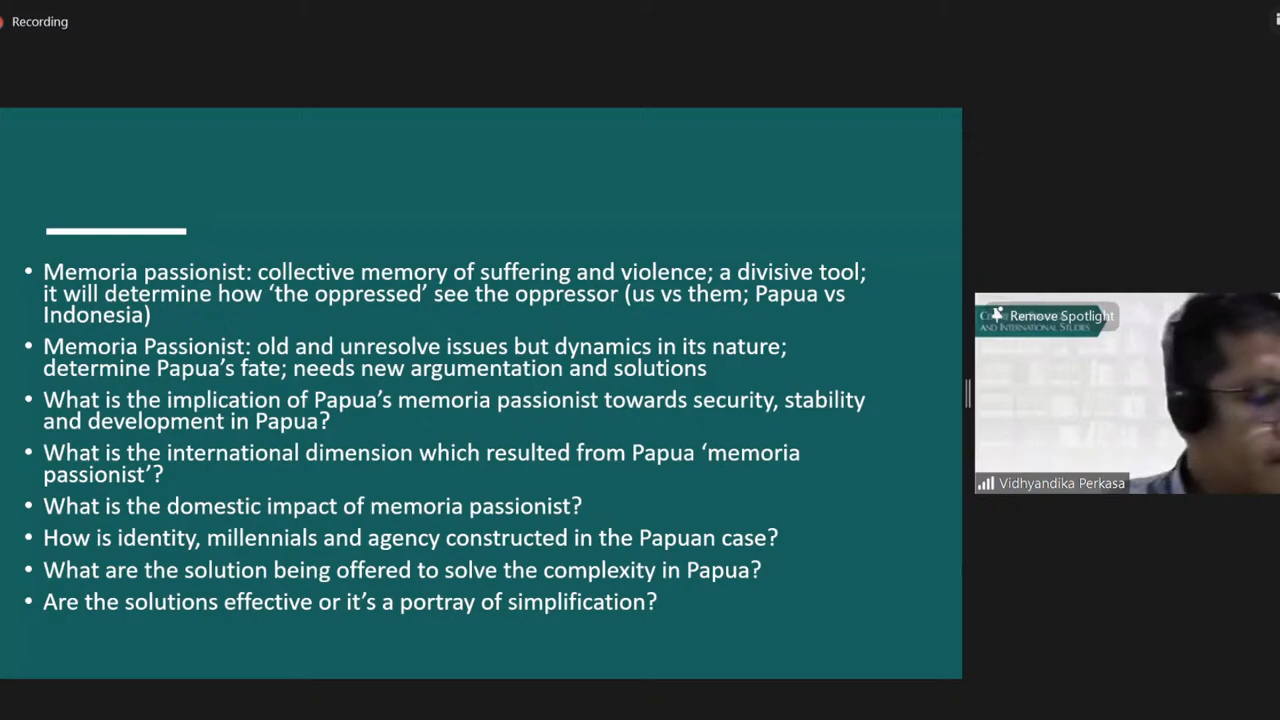 Recording
• Memoria passionist: collective memory of suffering and violence; a divisive tool;
it will determine how ‘the oppressed’ see the oppressor (us vs them; Papua vs
Indonesia)
• Memoria Passionist: old and unresolve issues but dynamics in its nature;
determine Papua’s fate; needs new argumentation and solutions
• What is the implication of Papua’s memoria passionist towards security, stability
and development in Papua?
• What is the international dimension which resulted from Papua ‘memoria
passionist’?
• What is the domestic impact of memoria passionist?
• How is identity, millennials and agency constructed in the Papuan case?
• What are the solution being offered to solve the complexity in Papua?
• Are the solutions effective or it’s a portray of simplification?
Remove Spotlight
and International Studies
Vidhyandika Perkasa